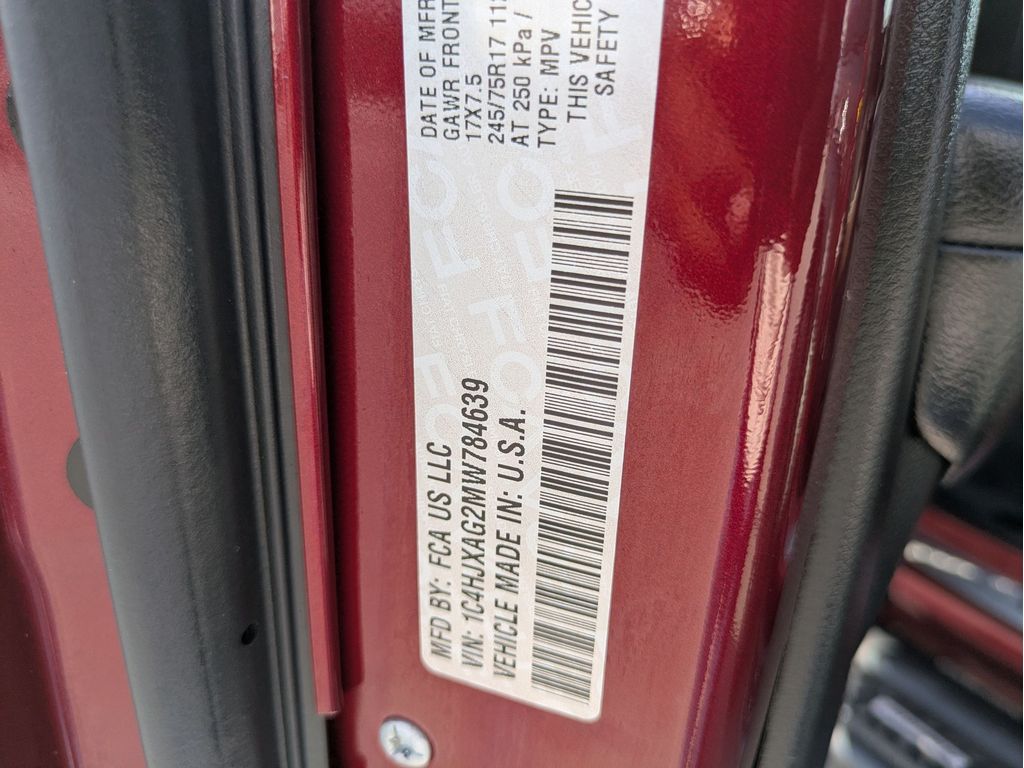 MFD BY: FCA US LLC
VIN: 1C4HJXAG2MW784639
VEHICLE MADE IN: U.S.A.
DATE OF MFR
GAWR FRONT
17X7.5
245/75R17
AT 250 kPa /
TYPE: MPV
THIS VEHIC
SAFETY